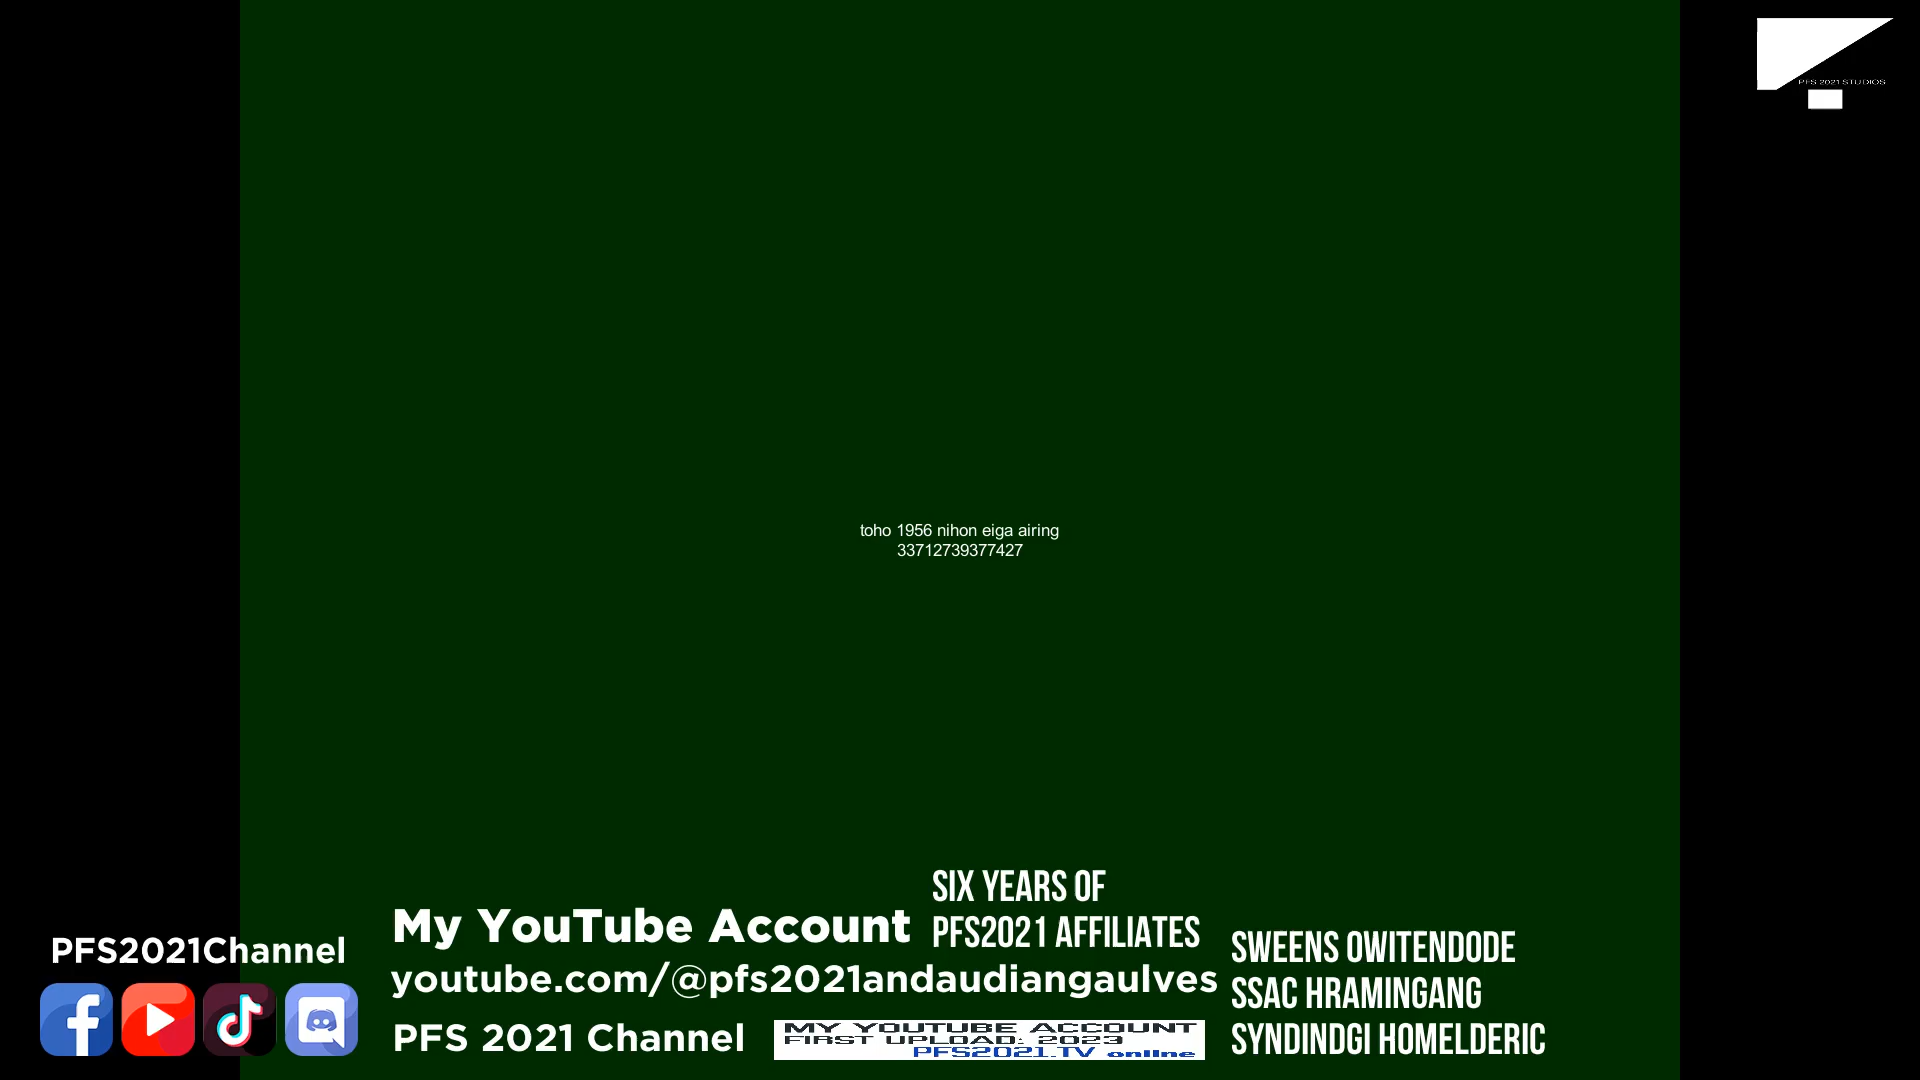 PFS 2021 STUDIOS
toho 1956 nihon eiga airing
33712739377427
SIX YEARS OF
PFS2021 AFFILIATES
My YouTube Account
youtube.com/@pfs2021andaudiangaulves
PFS 2021 Channel
PFS2021Channel
MY YOUTUBE ACCOUNT
FIRST UPLOAD: 2023
PFS2021.TV online
SWEENS OWITENDODE
SSAC HRAMINGANG
SYNDINDGI HOMELDERIC